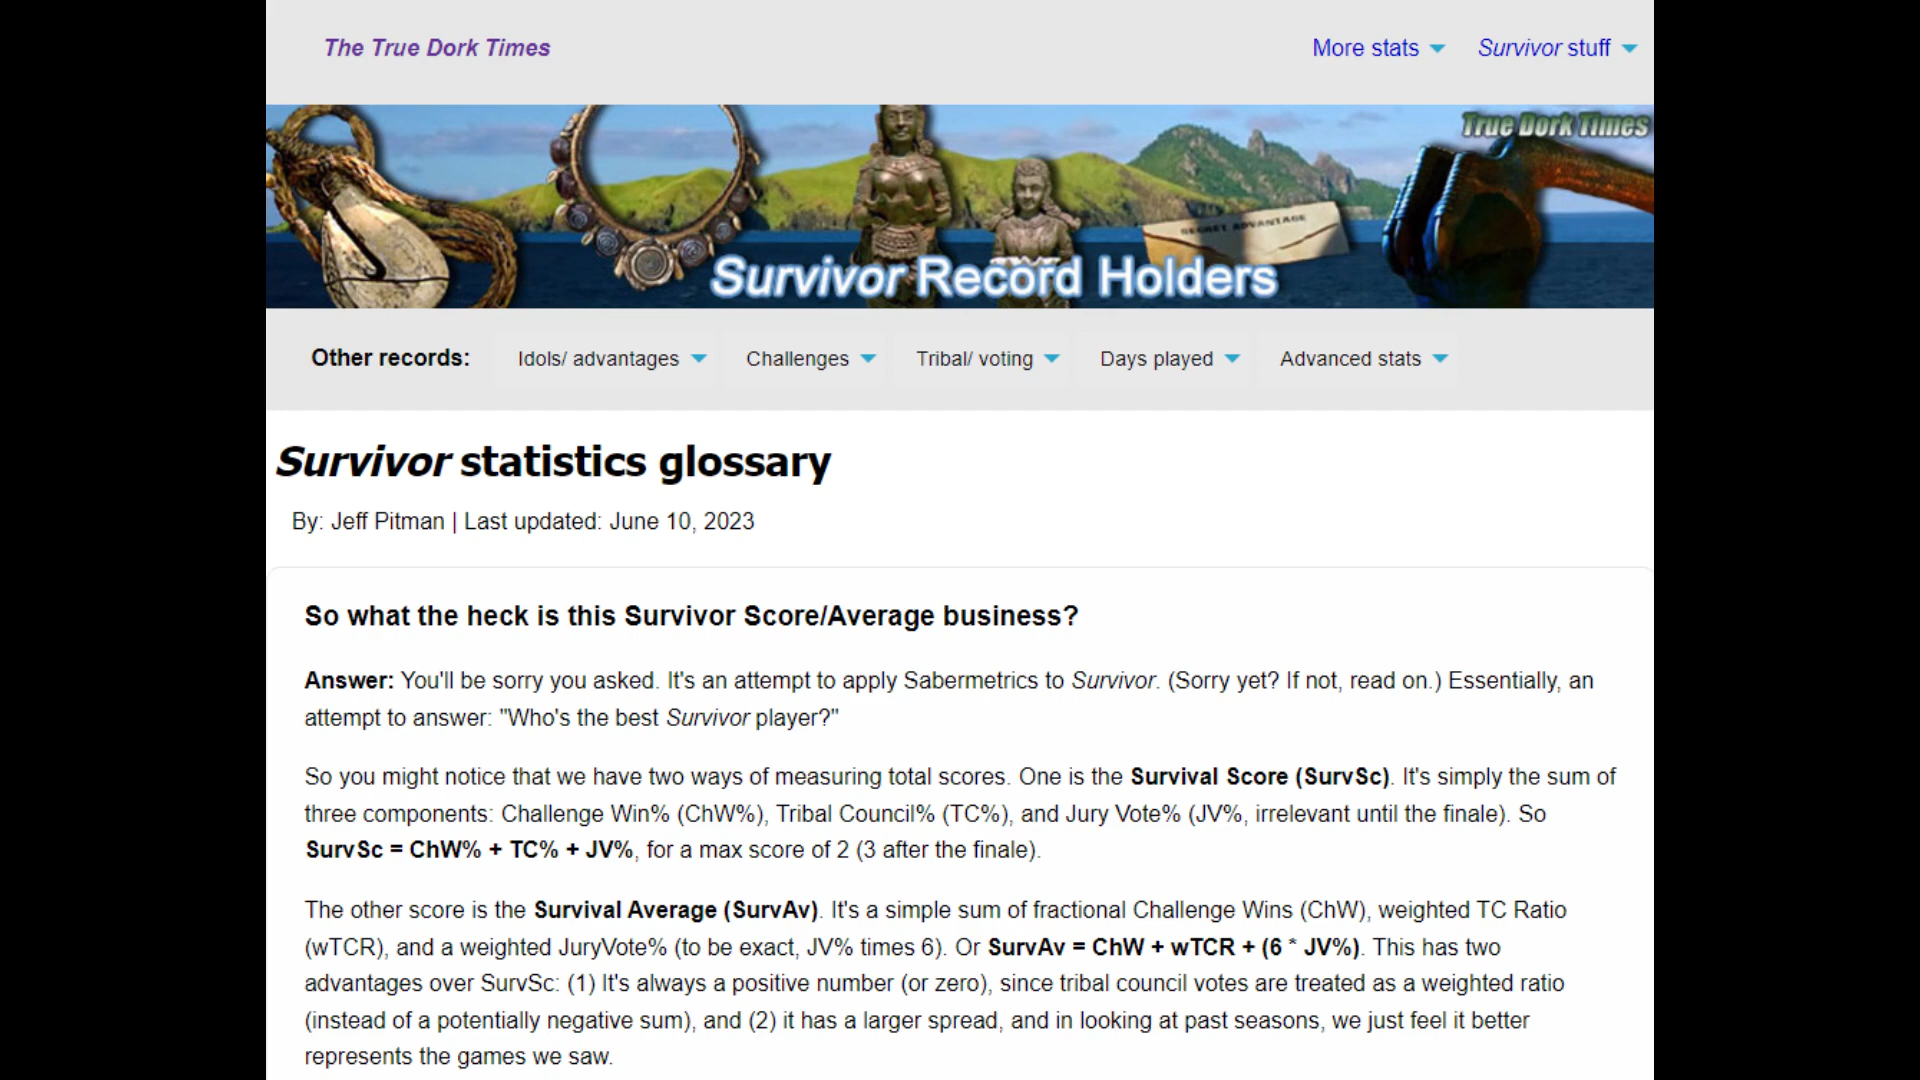 The True Dork Times
More stats
Survivor stuff
True Dork Times
SECRET ADVANTAGE
Survivor Record Holders
Other records:
Idols/ advantages
Challenges
Tribal/ voting
Days played
Advanced stats
Survivor statistics glossary
By: Jeff Pitman | Last updated: June 10, 2023
So what the heck is this Survivor Score/Average business?
Answer: You'll be sorry you asked. It's an attempt to apply Sabermetrics to Survivor. (Sorry yet? If not, read on.) Essentially, an
attempt to answer: "Who's the best Survivor player?"
So you might notice that we have two ways of measuring total scores. One is the Survival Score (SurvSc). It's simply the sum of
three components: Challenge Win% (ChW%), Tribal Council% (TC%), and Jury Vote% (JV%, irrelevant until the finale). So
SurvSc = ChW% + TC% + JV%, for a max score of 2 (3 after the finale).
The other score is the Survival Average (SurvAv). It's a simple sum of fractional Challenge Wins (ChW), weighted TC Ratio
(wTCR), and a weighted JuryVote% (to be exact, JV% times 6). Or SurvAv = ChW + wTCR + (6 * JV%). This has two
advantages over SurvSc: (1) It's always a positive number (or zero), since tribal council votes are treated as a weighted ratio
(instead of a potentially negative sum), and (2) it has a larger spread, and in looking at past seasons, we just feel it better
represents the games we saw.